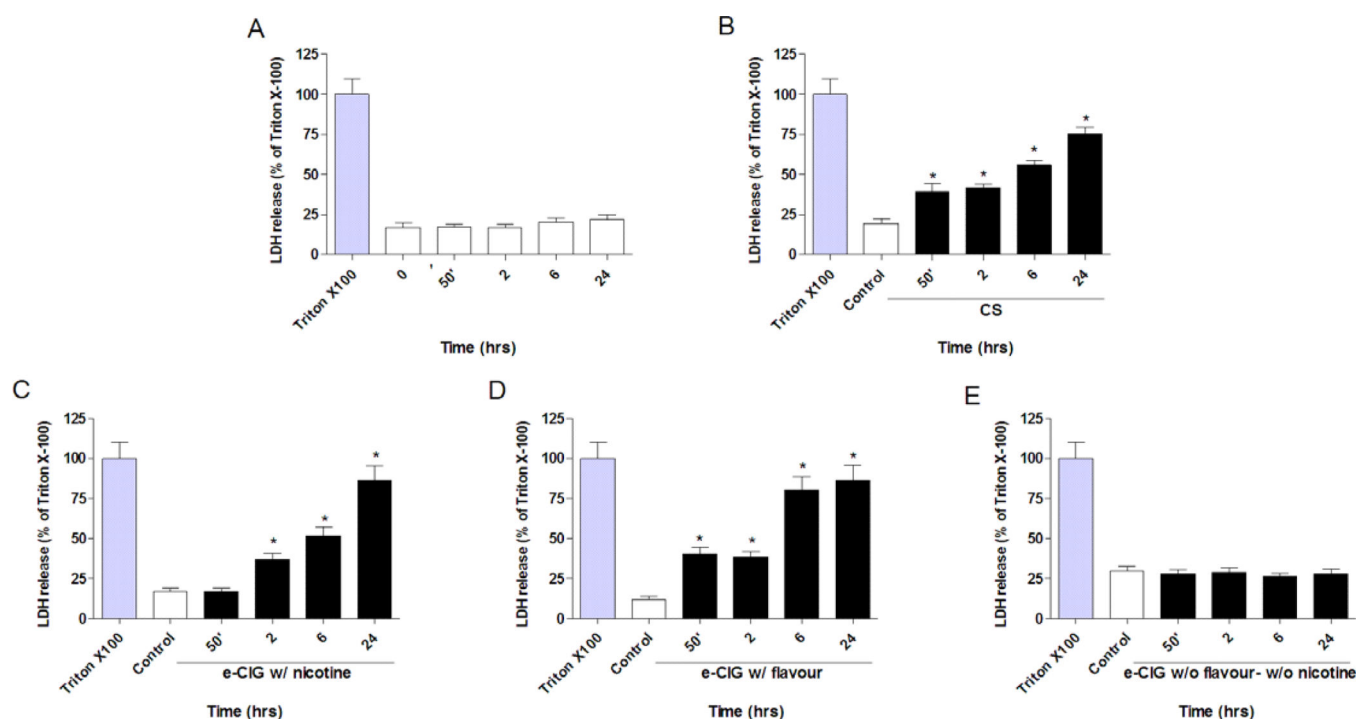 A
LDH release (% of Triton X-100)
125
100
75
50
25
0
Triton X100
0
'
50'
2
6
24
Time (hrs)
B
LDH release (% of Triton X-100)
125
100
75
50
25
0
*
*
*
*
Triton X100
Control
50'
2
6
24
CS
Time (hrs)
C
LDH release (% of Triton X-100)
125
100
75
50
25
0
*
*
*
Triton X100
Control
50'
2
6
24
e-CIG w/ nicotine
Time (hrs)
D
LDH release (% of Triton X-100)
125
100
75
50
25
0
*
*
*
*
Triton X100
Control
50'
2
6
24
e-CIG w/ flavour
Time (hrs)
E
LDH release (% of Triton X-100)
125
100
75
50
25
0
Triton X100
Control
50'
2
6
24
e-CIG w/o flavour- w/o nicotine
Time (hrs)